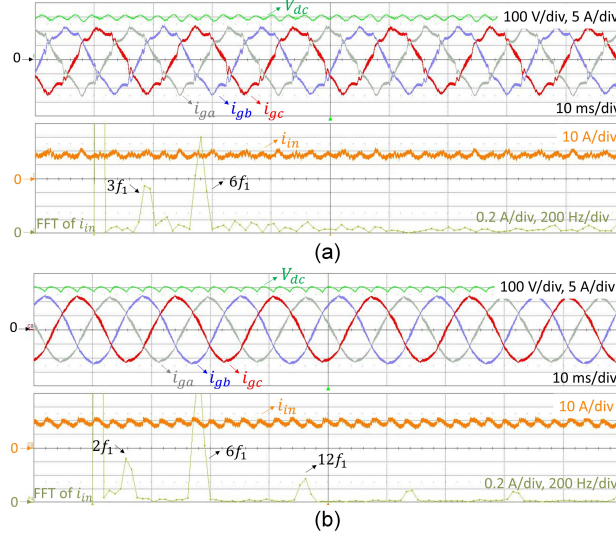 V_dc
100 V/div, 5 A/div
0
i_ga i_gb i_gc
10 ms/div
i_in
10 A/div
3f_1
6f_1
0
0.2 A/div, 200 Hz/div
0
FFT of i_in
(a)
V_dc
100 V/div, 5 A/div
0
i_ga i_gb i_gc
10 ms/div
i_in
10 A/div
2f_1
6f_1
12f_1
0
0.2 A/div, 200 Hz/div
0
FFT of i_in
(b)